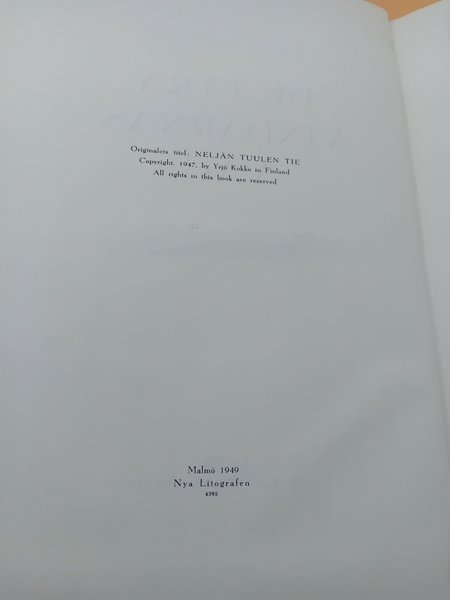 Originalets titel: NELJÄN TUULEN TIE
Copyright, 1947, by Yrjö Kokko in Finland
All rights in this book are reserved
Malmö 1949
Nya Litografen
4385